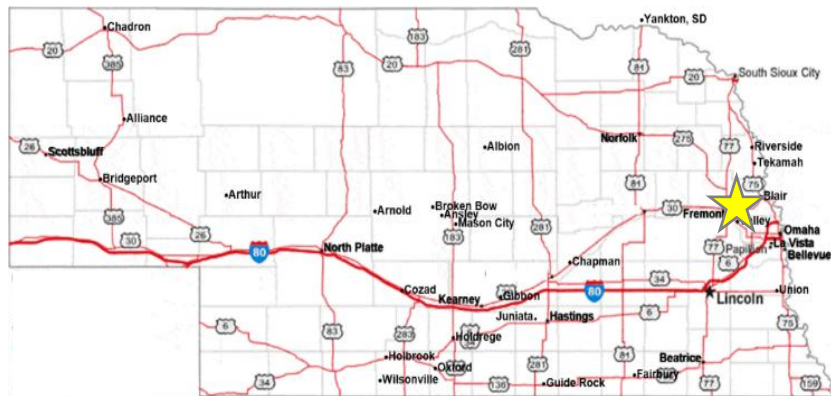 Yankton, SD
Chadron
20
385
183
281
83
20
81
20
South Sioux City
Alliance
Albion
Norfolk
275
77
Riverside
Tekamah
26
Scottsbluff
Bridgeport
Arthur
Arnold
Broken Bow
Ansley
Mason City
183
81
75
Blair
30
Fremont
Omaha
La Vista
Papillion
Bellevue
385
30
26
80
North Platte
281
77
6
Chapman
34
Cozad
Kearney
Gibbon
80
Lincoln
Union
6
83
283
Juniata
Hastings
6
75
Holdrege
Holbrook
Oxford
Wilsonville
34
136
281
Guide Rock
81
Fairbury
Beatrice
77
159